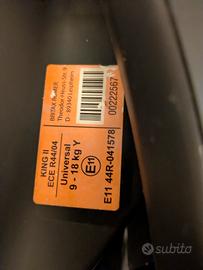 BRITAX RÖMER
Theodor-Heuss-Str. 9
D - 89340 Leipheim
00222567
KING II
ECE R44/04
Universal
9 - 18 kg Y
E11
E11 44R-041578
subito